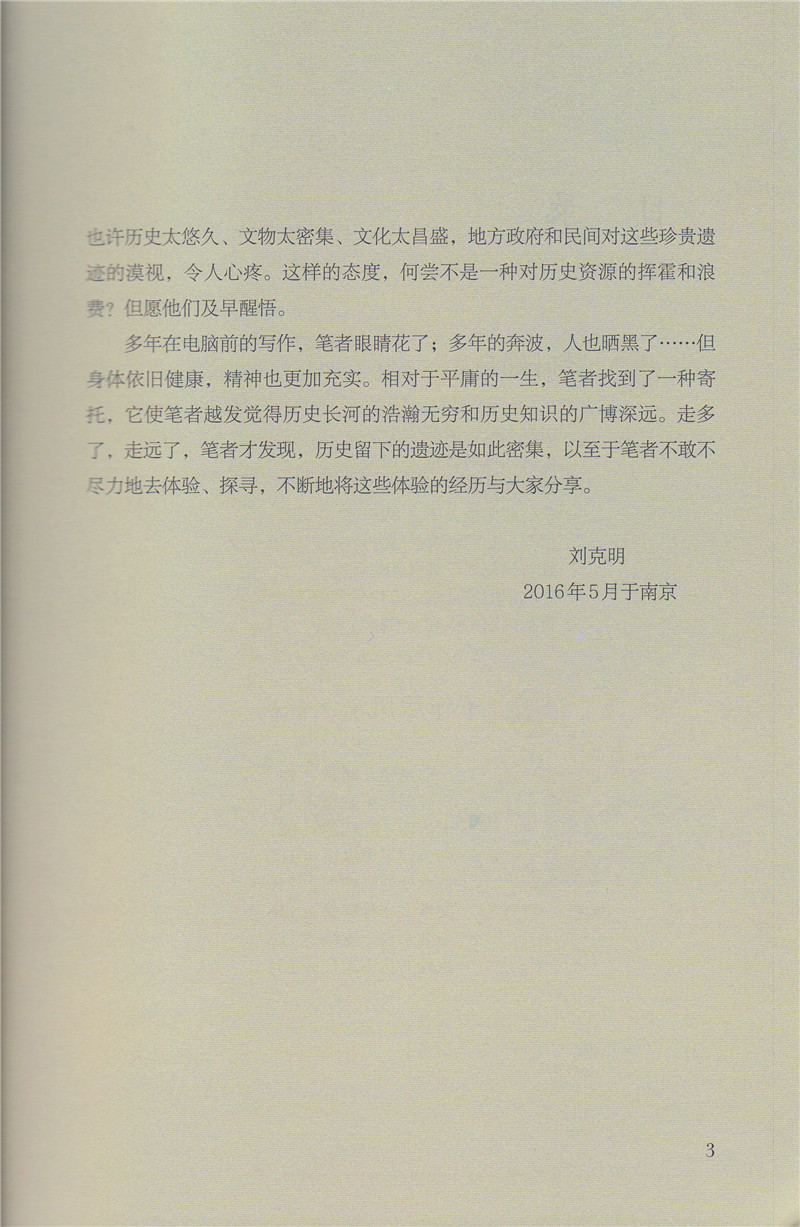 也许历史太悠久、文物太密集、文化太昌盛，地方政府和民间对这些珍贵遗
迹的漠视，令人心疼。这样的态度，何尝不是一种对历史资源的挥霍和浪
费？但愿他们及早醒悟。
多年在电脑前的写作，笔者眼睛花了；多年的奔波，人也晒黑了……但
身体依旧健康，精神也更加充实。相对于平庸的一生，笔者找到了一种寄
托，它使笔者越发觉得历史长河的浩瀚无穷和历史知识的广博深远。走多
了，走远了，笔者才发现，历史留下的遗迹是如此密集，以至于笔者不敢不
尽力地去体验、探寻，不断地将这些体验的经历与大家分享。
刘克明
2016年5月于南京
3